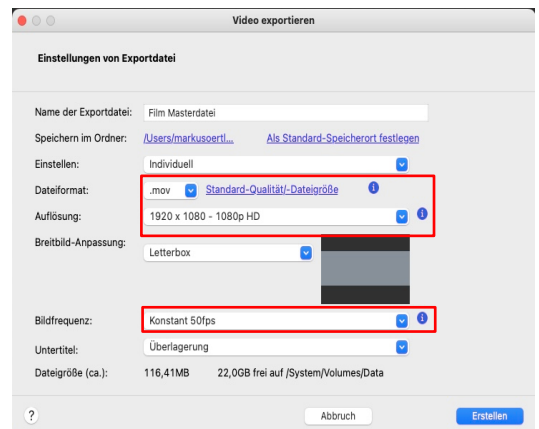 Video exportieren
Einstellungen von Exportdatei
Name der Exportdatei: Film Masterdatei
Speichern im Ordner: /Users/markusoertl... Als Standard-Speicherort festlegen
Einstellen: Individuell
Dateiformat: .mov Standard-Qualität/-Dateigröße i
Auflösung: 1920 x 1080 - 1080p HD i
Breitbild-Anpassung: Letterbox
Bildfrequenz: Konstant 50fps i
Untertitel: Überlagerung
Dateigröße (ca.): 116,41MB 22,0GB frei auf /System/Volumes/Data
? Abbruch Erstellen